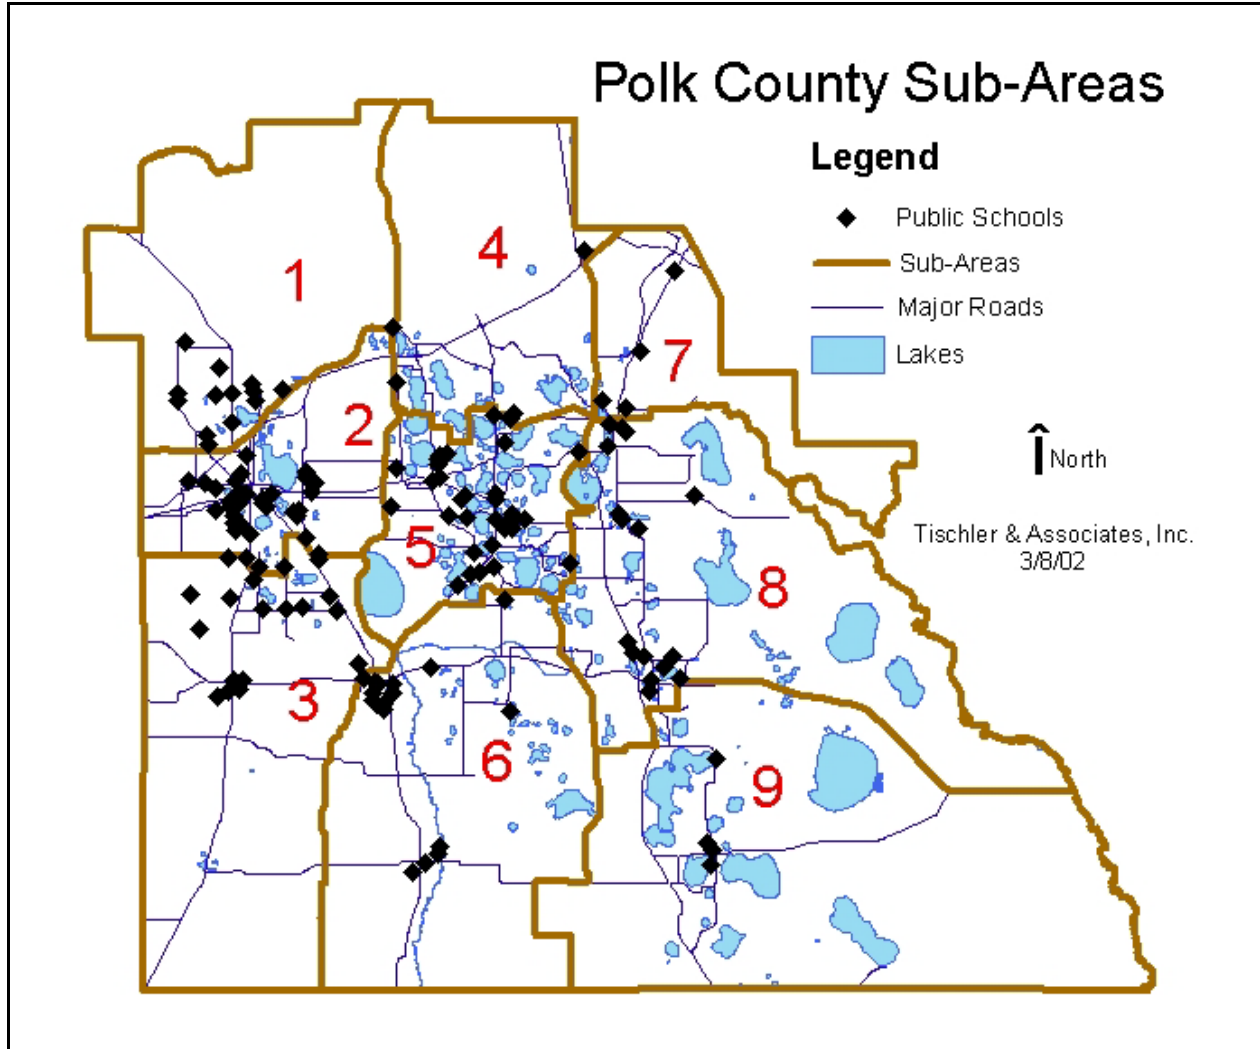 Polk County Sub-Areas
Legend
Public Schools
Sub-Areas
Major Roads
Lakes
North
Tischler & Associates, Inc.
3/8/02
1
4
7
2
5
8
3
6
9